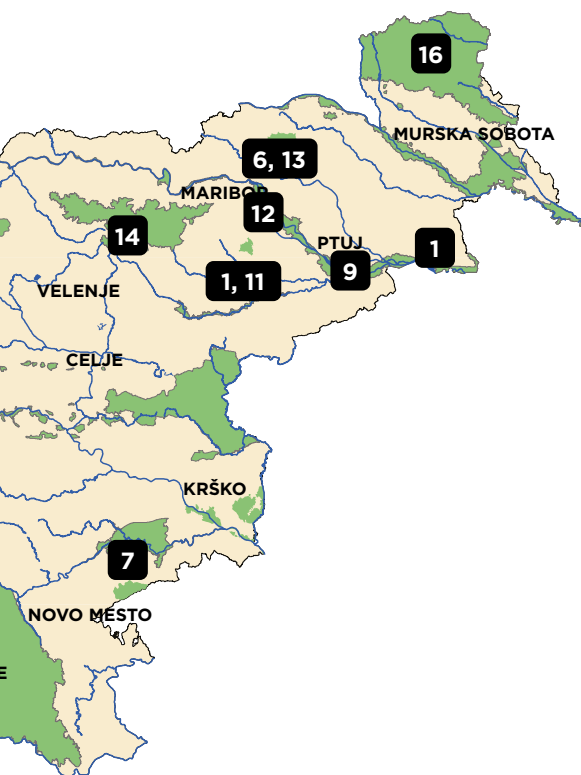 16
MURSKA SOBOTA
6, 13
MARIBOR
12
14
PTUJ
1
9
1, 11
VELENJE
CELJE
KRŠKO
7
NOVO MESTO
E